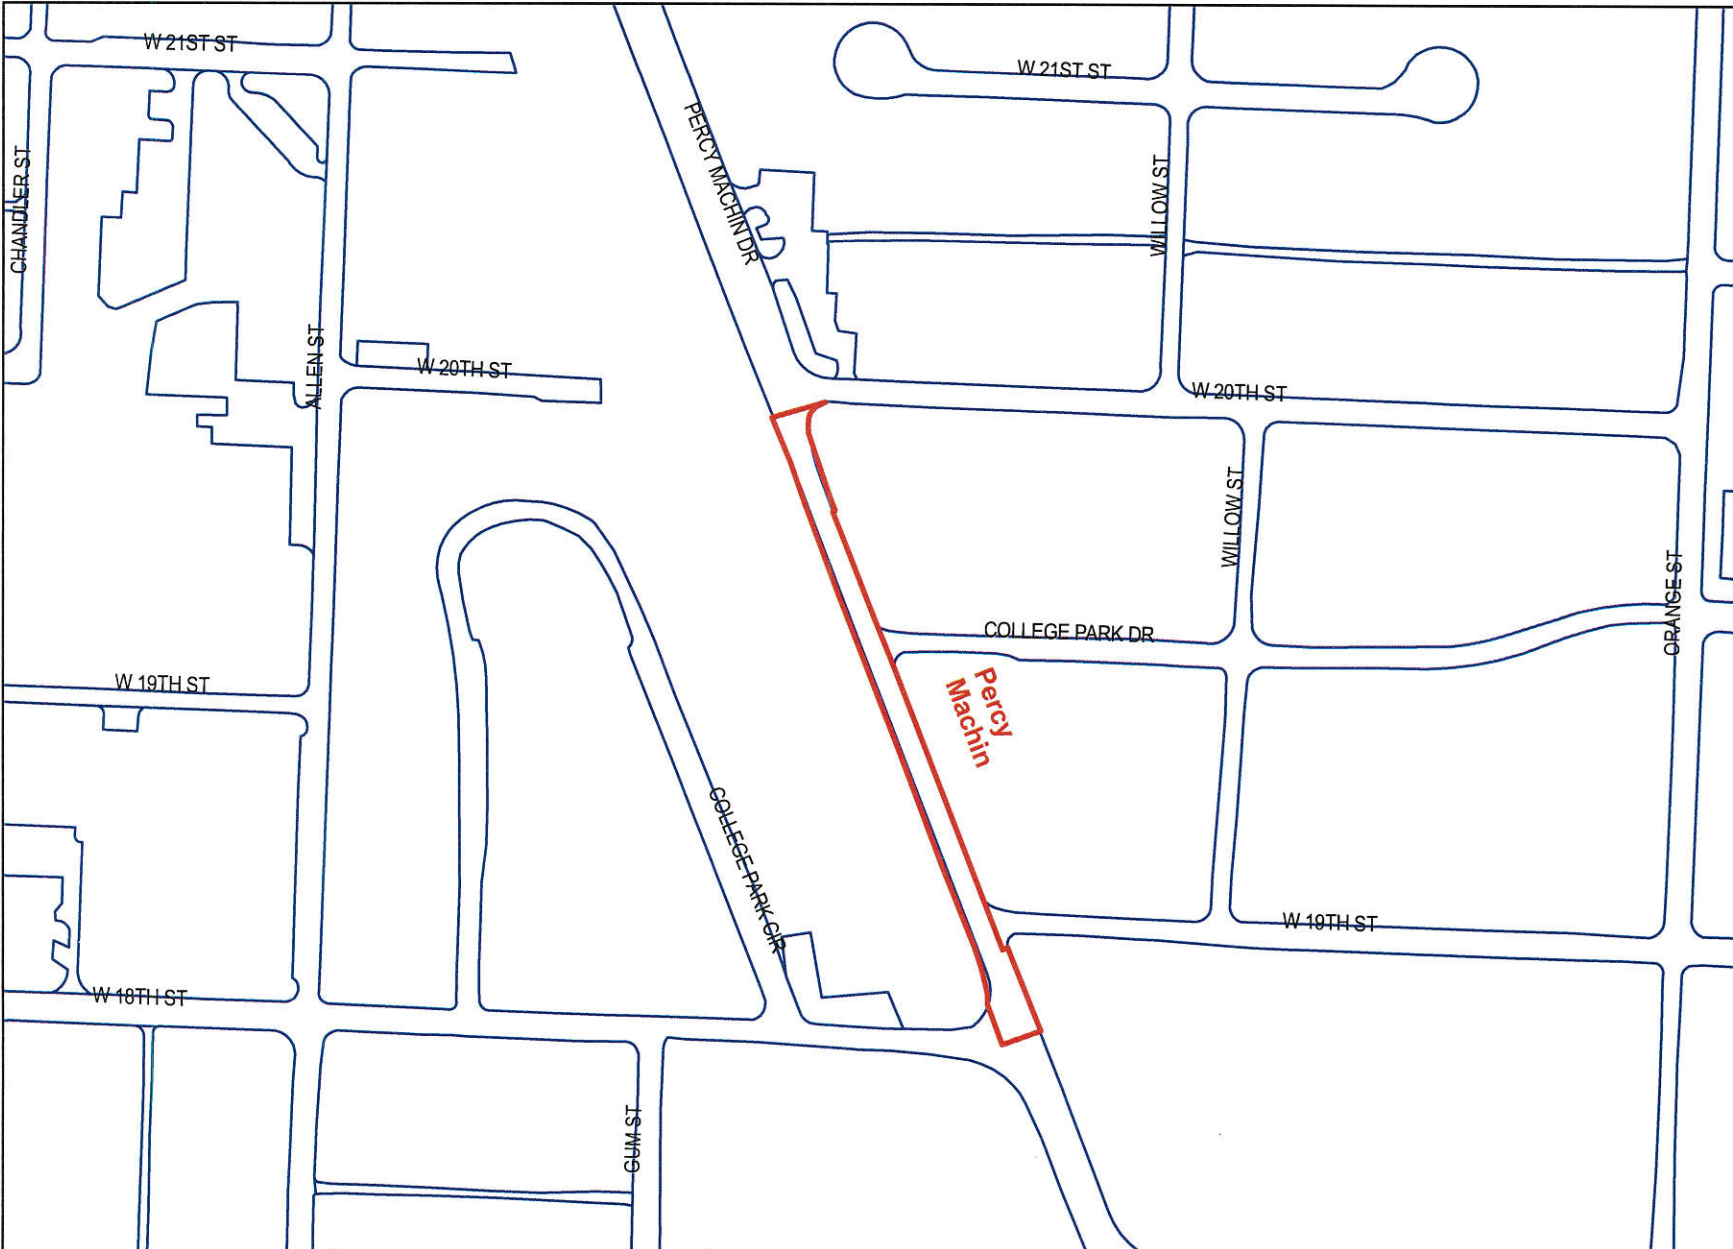 W 21ST ST
W 21ST ST
PERCY MACHIN DR
CHANDLER ST
WILLOW ST
ALLEN ST
W 20TH ST
W 20TH ST
WILLOW ST
ORANGE ST
COLLEGE PARK DR
W 19TH ST
Percy
Machin
COLLEGE PARK CIR
W 19TH ST
W 18TH ST
GUM ST